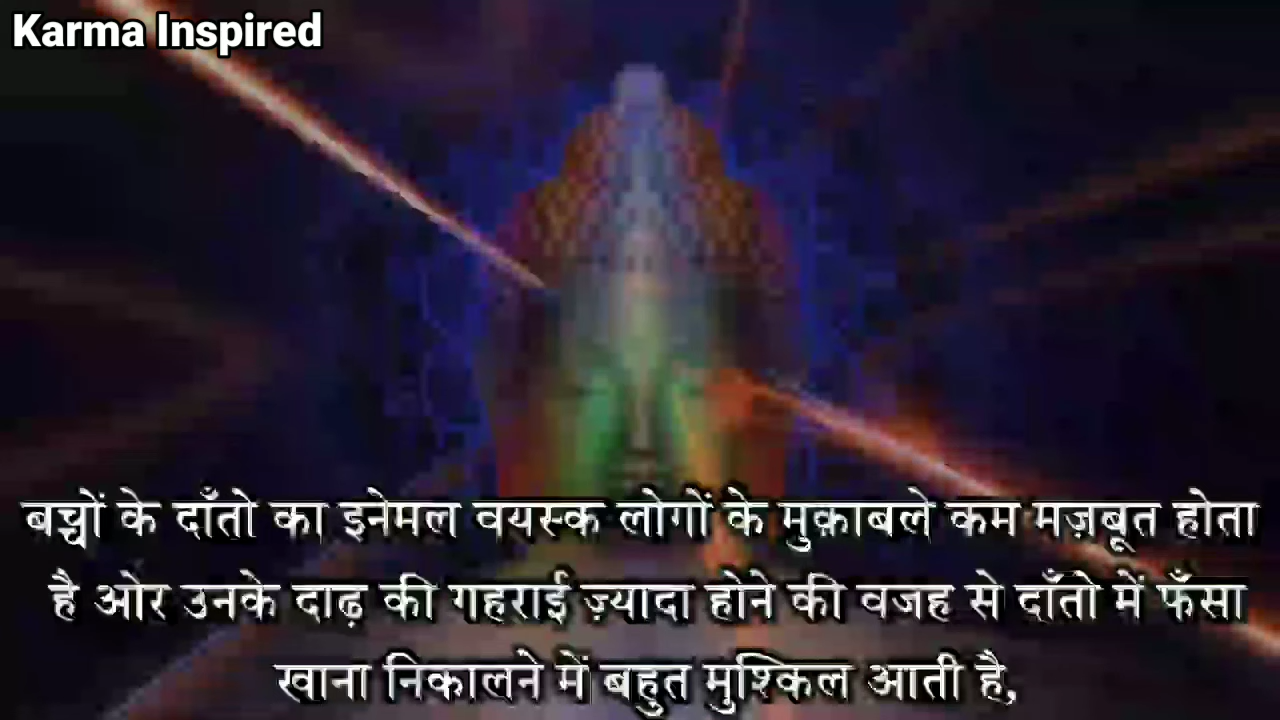 Karma Inspired
बच्चों के दाँतो का इनेमल वयस्क लोगों के मुक़ाबले कम मज़बूत होता
है ओर उनके दाढ़ की गहराई ज़्यादा होने की वजह से दाँतो में फँसा
खाना निकालने में बहुत मुश्किल आती है,